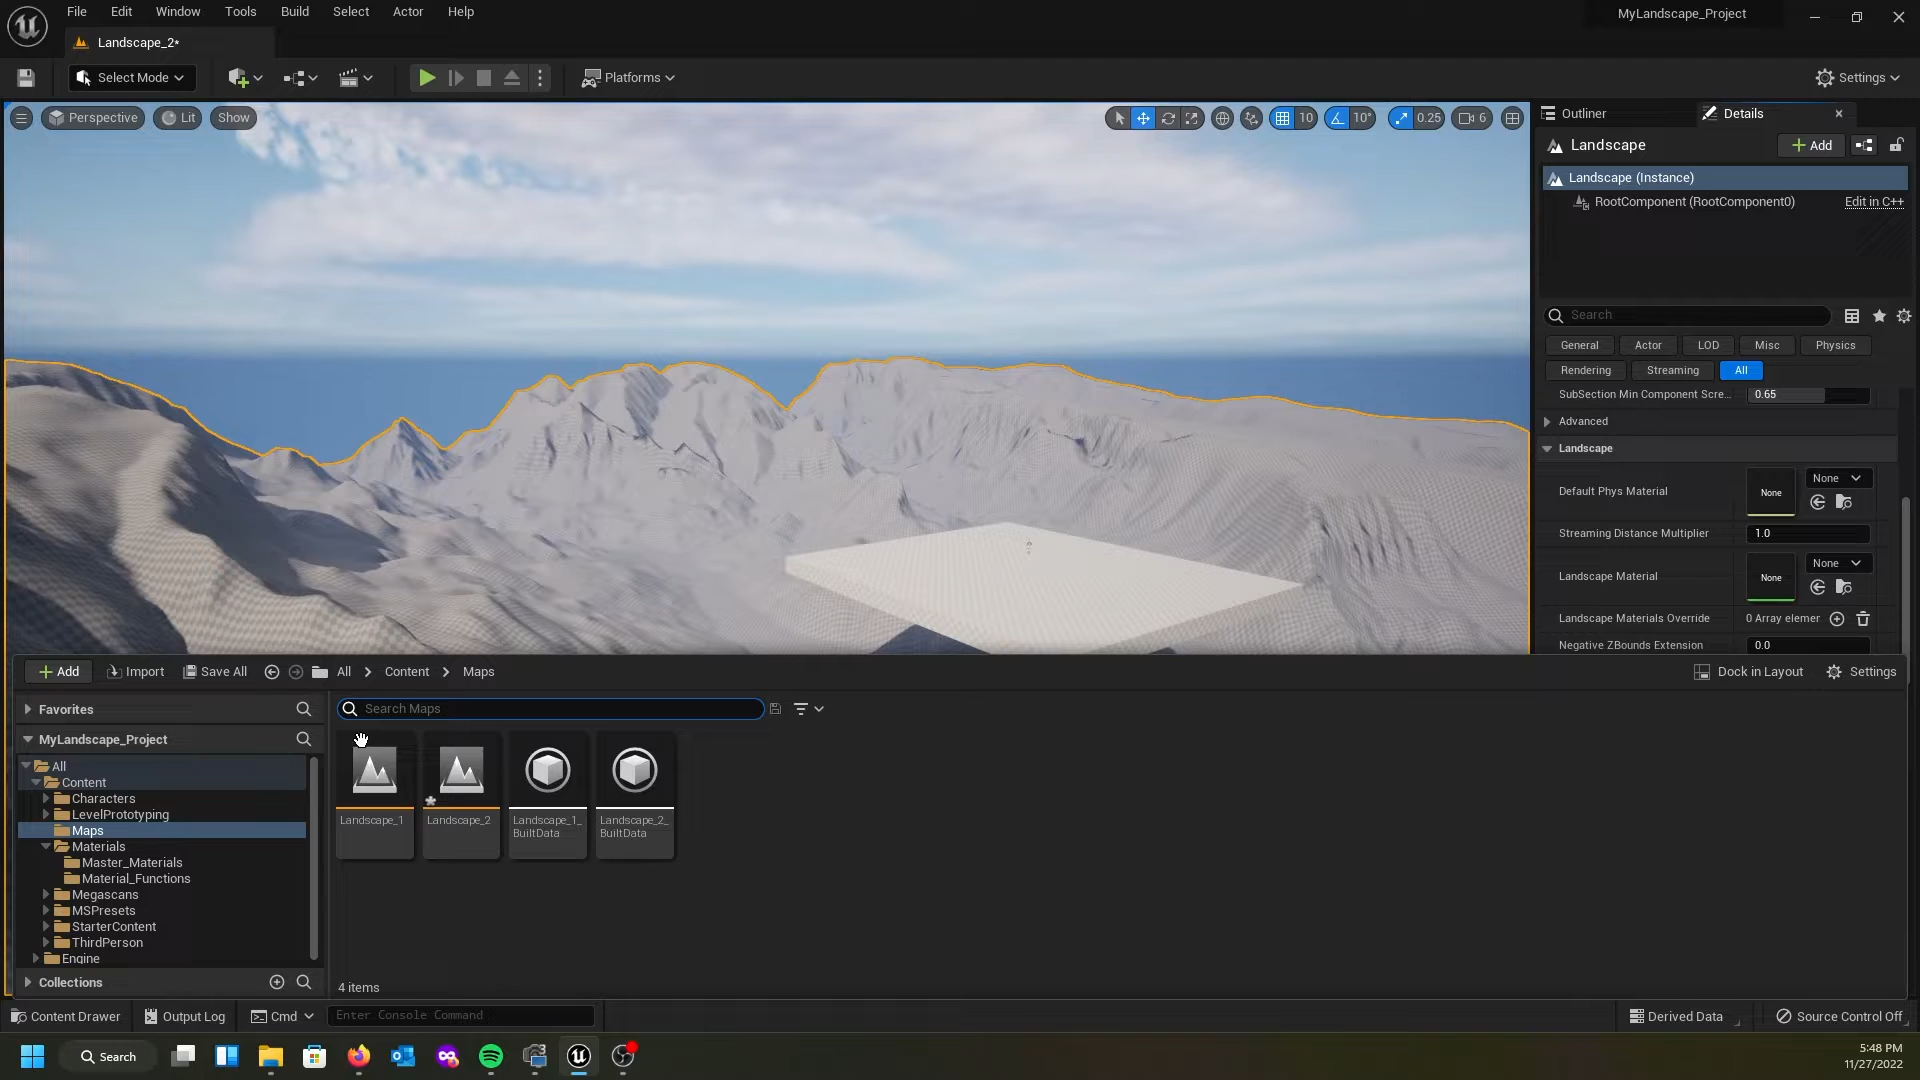 File Edit Window Tools Build Select Actor Help
MyLandscape_Project
Landscape_2*
Select Mode
Platforms
Settings
Perspective
Lit
Show
10
10°
0.25
6
Outliner
Details
Landscape
Add
Landscape (Instance)
RootComponent (RootComponent0)
Edit in C++
Search
General
Actor
LOD
Misc
Physics
Rendering
Streaming
All
SubSection Min Component Scre...
0.65
Advanced
Landscape
Default Phys Material
None
None
Streaming Distance Multiplier
1.0
Landscape Material
None
None
Landscape Materials Override
0 Array elemer
Negative ZBounds Extension
0.0
Add
Import
Save All
All
Content
Maps
Dock in Layout
Settings
Favorites
Search Maps
MyLandscape_Project
All
Content
Characters
LevelPrototyping
Maps
Materials
Master_Materials
Material_Functions
Megascans
MSPresets
StarterContent
ThirdPerson
Engine
Collections
Landscape_1
Landscape_2
Landscape_1_
BuiltData
Landscape_2_
BuiltData
4 items
Content Drawer
Output Log
Cmd
Enter Console Command
Derived Data
Source Control Off
Search
5:48 PM
11/27/2022